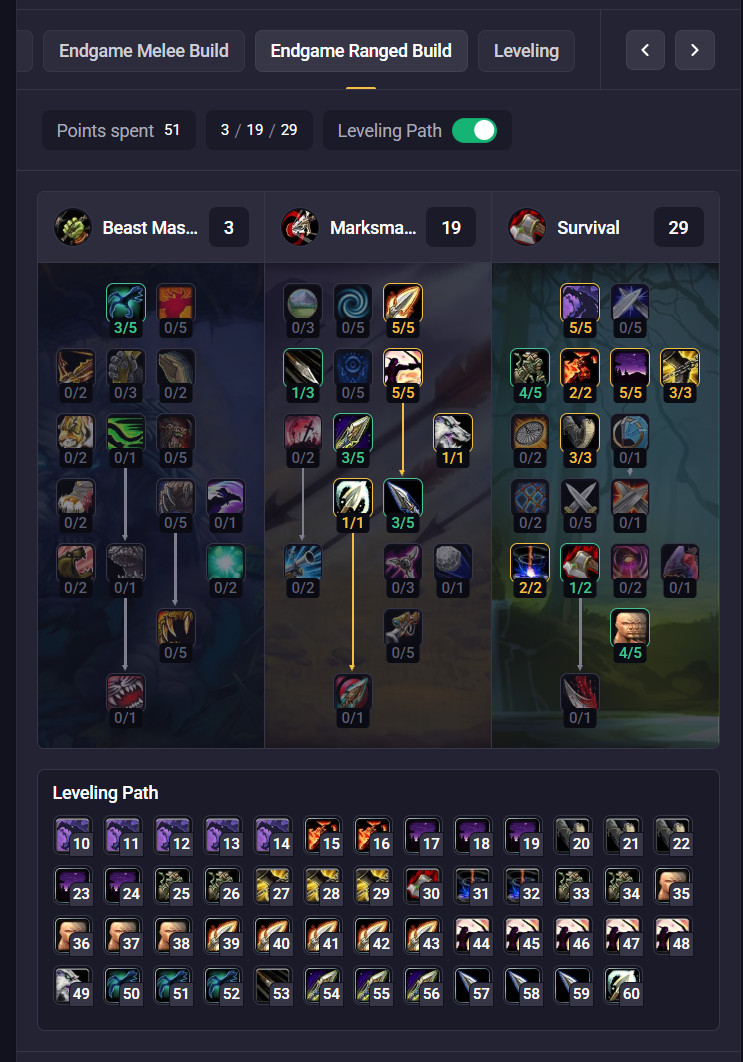 Endgame Melee Build Endgame Ranged Build Leveling
Points spent 51 3 / 19 / 29 Leveling Path
Beast Mas... 3 Marksma... 19 Survival 29
3/5 0/5 0/3 0/5 5/5 5/5 0/5
0/2 0/3 0/2 1/3 0/5 5/5 4/5 2/2 5/5 3/3
0/2 0/1 0/5 0/2 3/5 1/1 0/2 3/3 0/1
0/2 0/5 0/1 1/1 3/5 0/2 0/5 0/1
0/2 0/1 0/2 0/2 0/3 0/1 2/2 1/2 0/2 0/1
0/5 0/5 4/5
0/1 0/1 0/1
Leveling Path
10 11 12 13 14 15 16 17 18 19 20 21 22
23 24 25 26 27 28 29 30 31 32 33 34 35
36 37 38 39 40 41 42 43 44 45 46 47 48
49 50 51 52 53 54 55 56 57 58 59 60